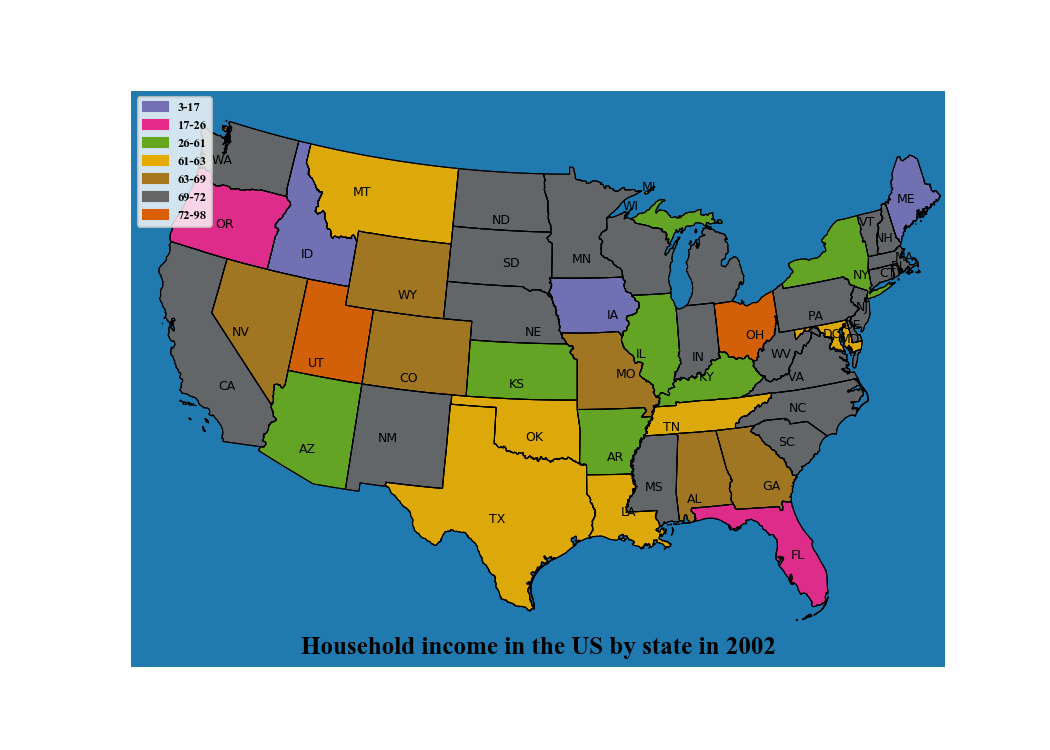 3-17
17-26
26-61
61-63
63-69
69-72
72-98
WA
MT
ND
MI
WI
ME
OR
ID
SD
MN
VT
NH
MA
RI
CT
NY
WY
NE
IA
PA
NJ
DE
NV
UT
CO
KS
MO
IL
IN
OH
WV
DC
MD
CA
KY
VA
AZ
NM
OK
AR
TN
NC
SC
TX
LA
MS
AL
GA
FL
Household income in the US by state in 2002